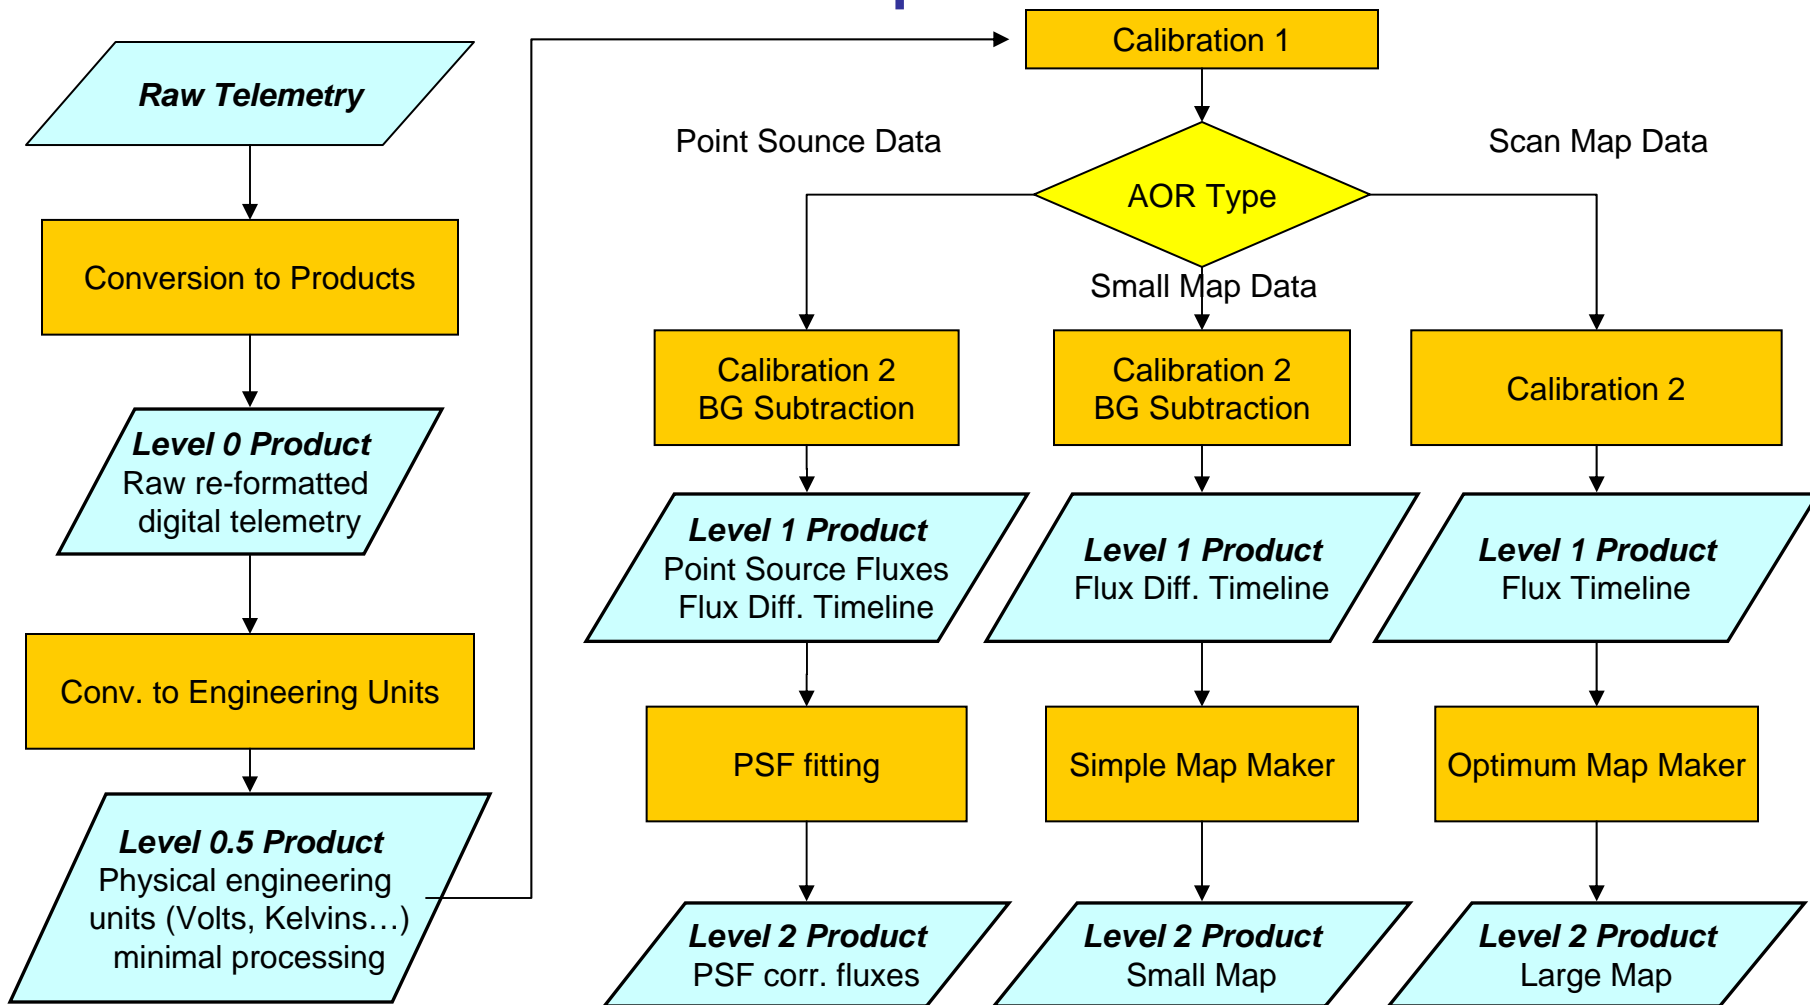 Raw Telemetry
Conversion to Products
Level 0 Product
Raw re-formatted
digital telemetry
Conv. to Engineering Units
Level 0.5 Product
Physical engineering
units (Volts, Kelvins…)
minimal processing
Calibration 1
AOR Type
Point Sounce Data
Small Map Data
Scan Map Data
Calibration 2
BG Subtraction
Level 1 Product
Point Source Fluxes
Flux Diff. Timeline
PSF fitting
Level 2 Product
PSF corr. fluxes
Calibration 2
BG Subtraction
Level 1 Product
Flux Diff. Timeline
Simple Map Maker
Level 2 Product
Small Map
Calibration 2
Level 1 Product
Flux Timeline
Optimum Map Maker
Level 2 Product
Large Map